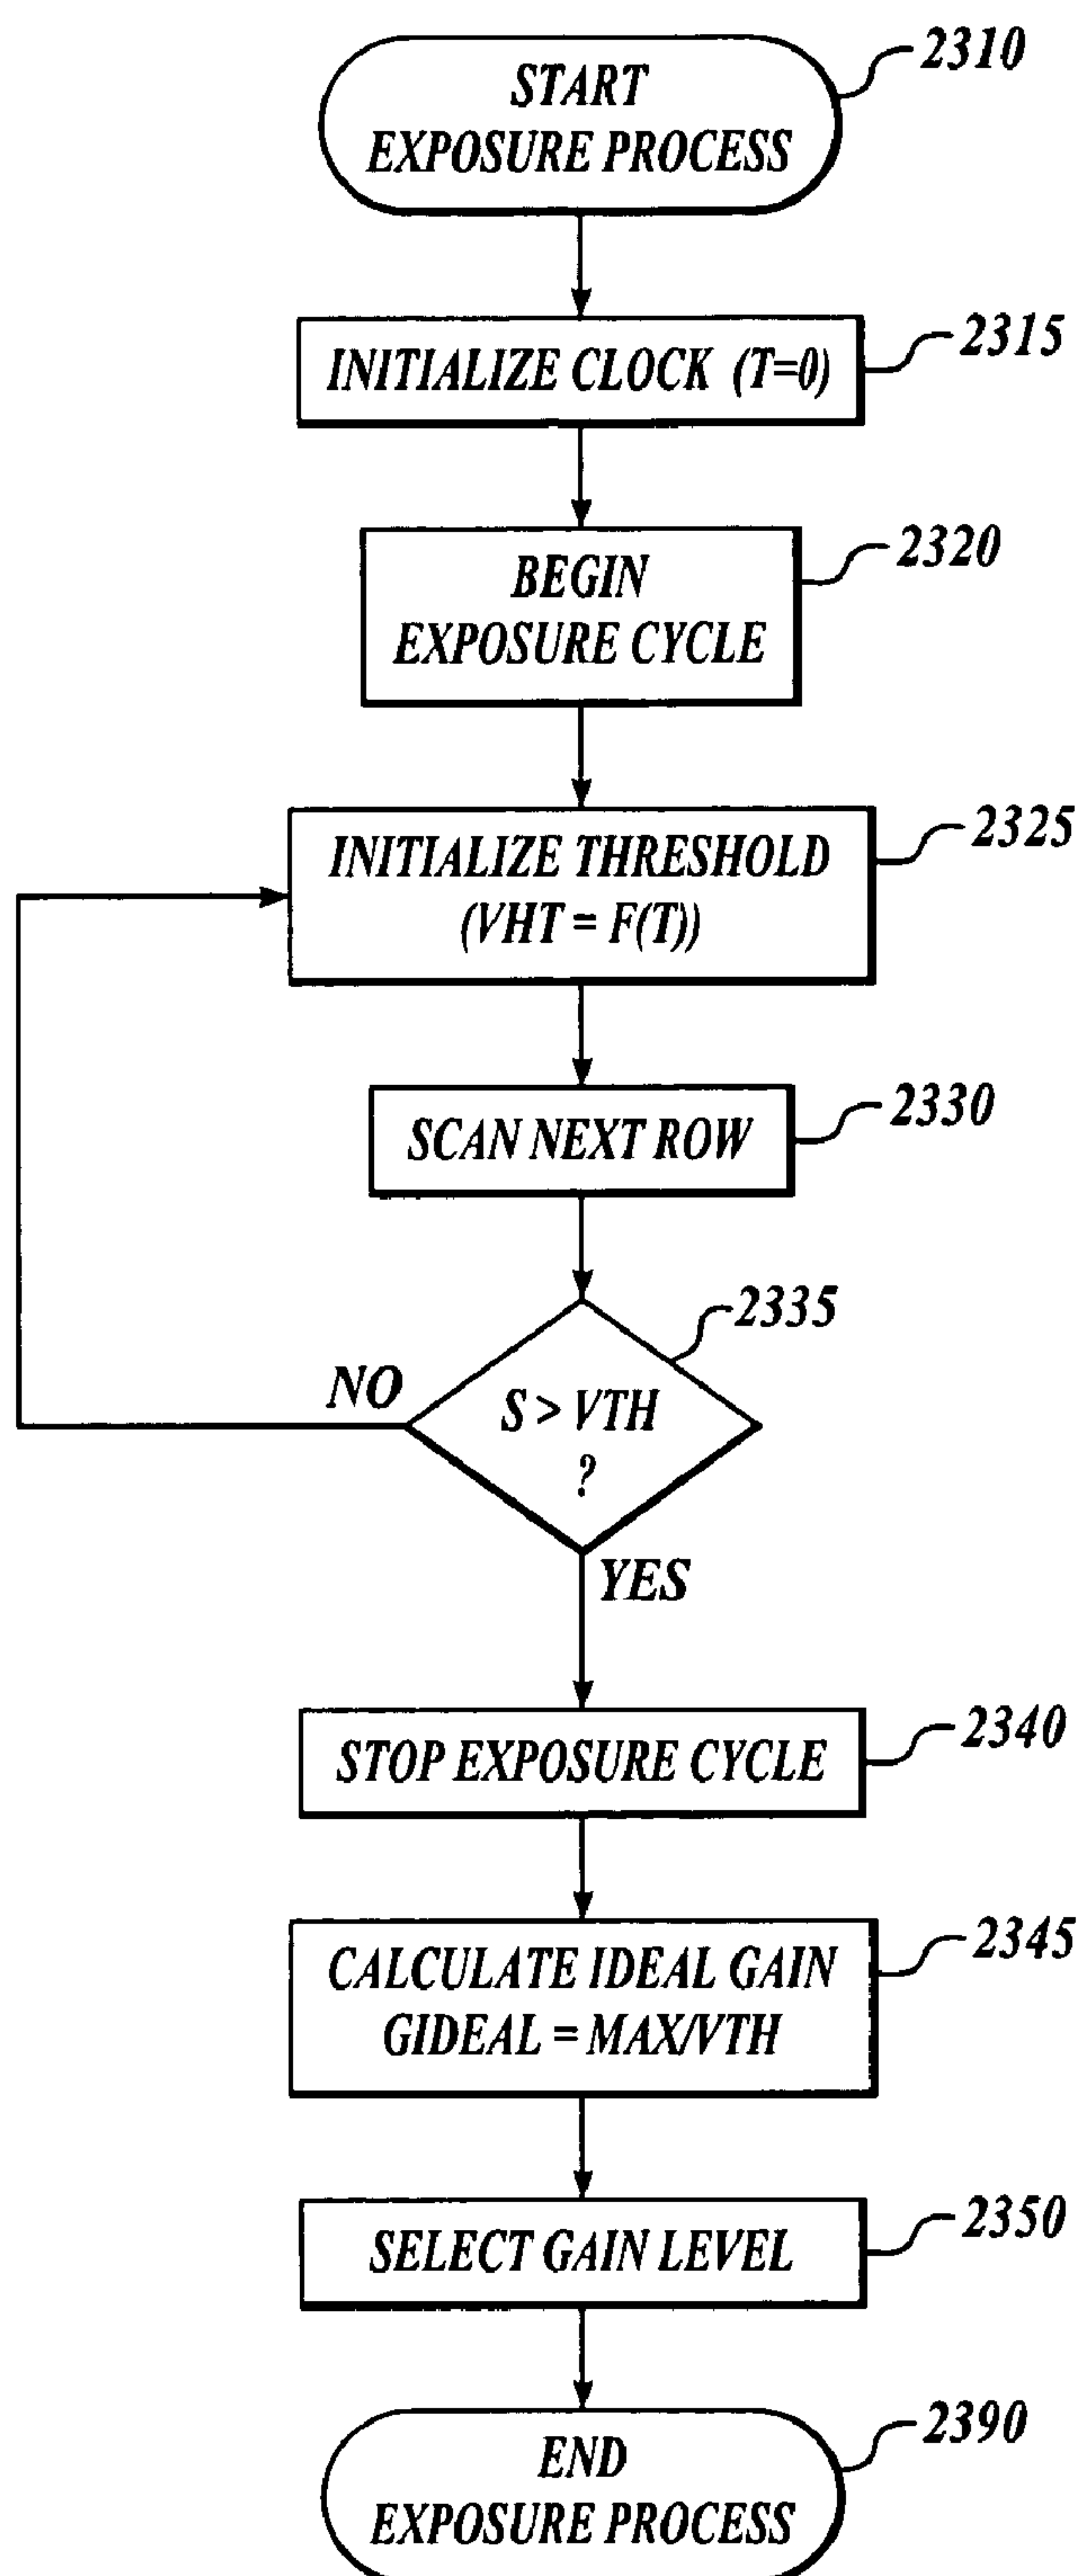 START
EXPOSURE PROCESS
2310
INITIALIZE CLOCK (T=0)
2315
BEGIN
EXPOSURE CYCLE
2320
INITIALIZE THRESHOLD
(VHT = F(T))
2325
SCAN NEXT ROW
2330
S > VTH
?
2335
NO
YES
STOP EXPOSURE CYCLE
2340
CALCULATE IDEAL GAIN
GIDEAL = MAX/VTH
2345
SELECT GAIN LEVEL
2350
END
EXPOSURE PROCESS
2390